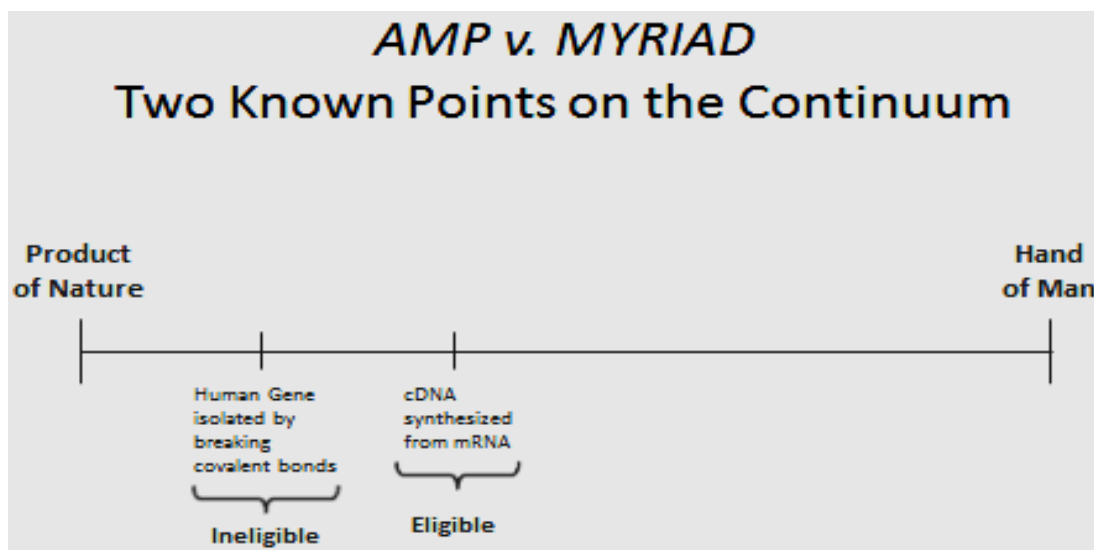 AMP v. MYRIAD
Two Known Points on the Continuum
Product
of Nature
Hand
of Man
Human Gene
isolated by
breaking
covalent bonds
Ineligible
cDNA
synthesized
from mRNA
Eligible